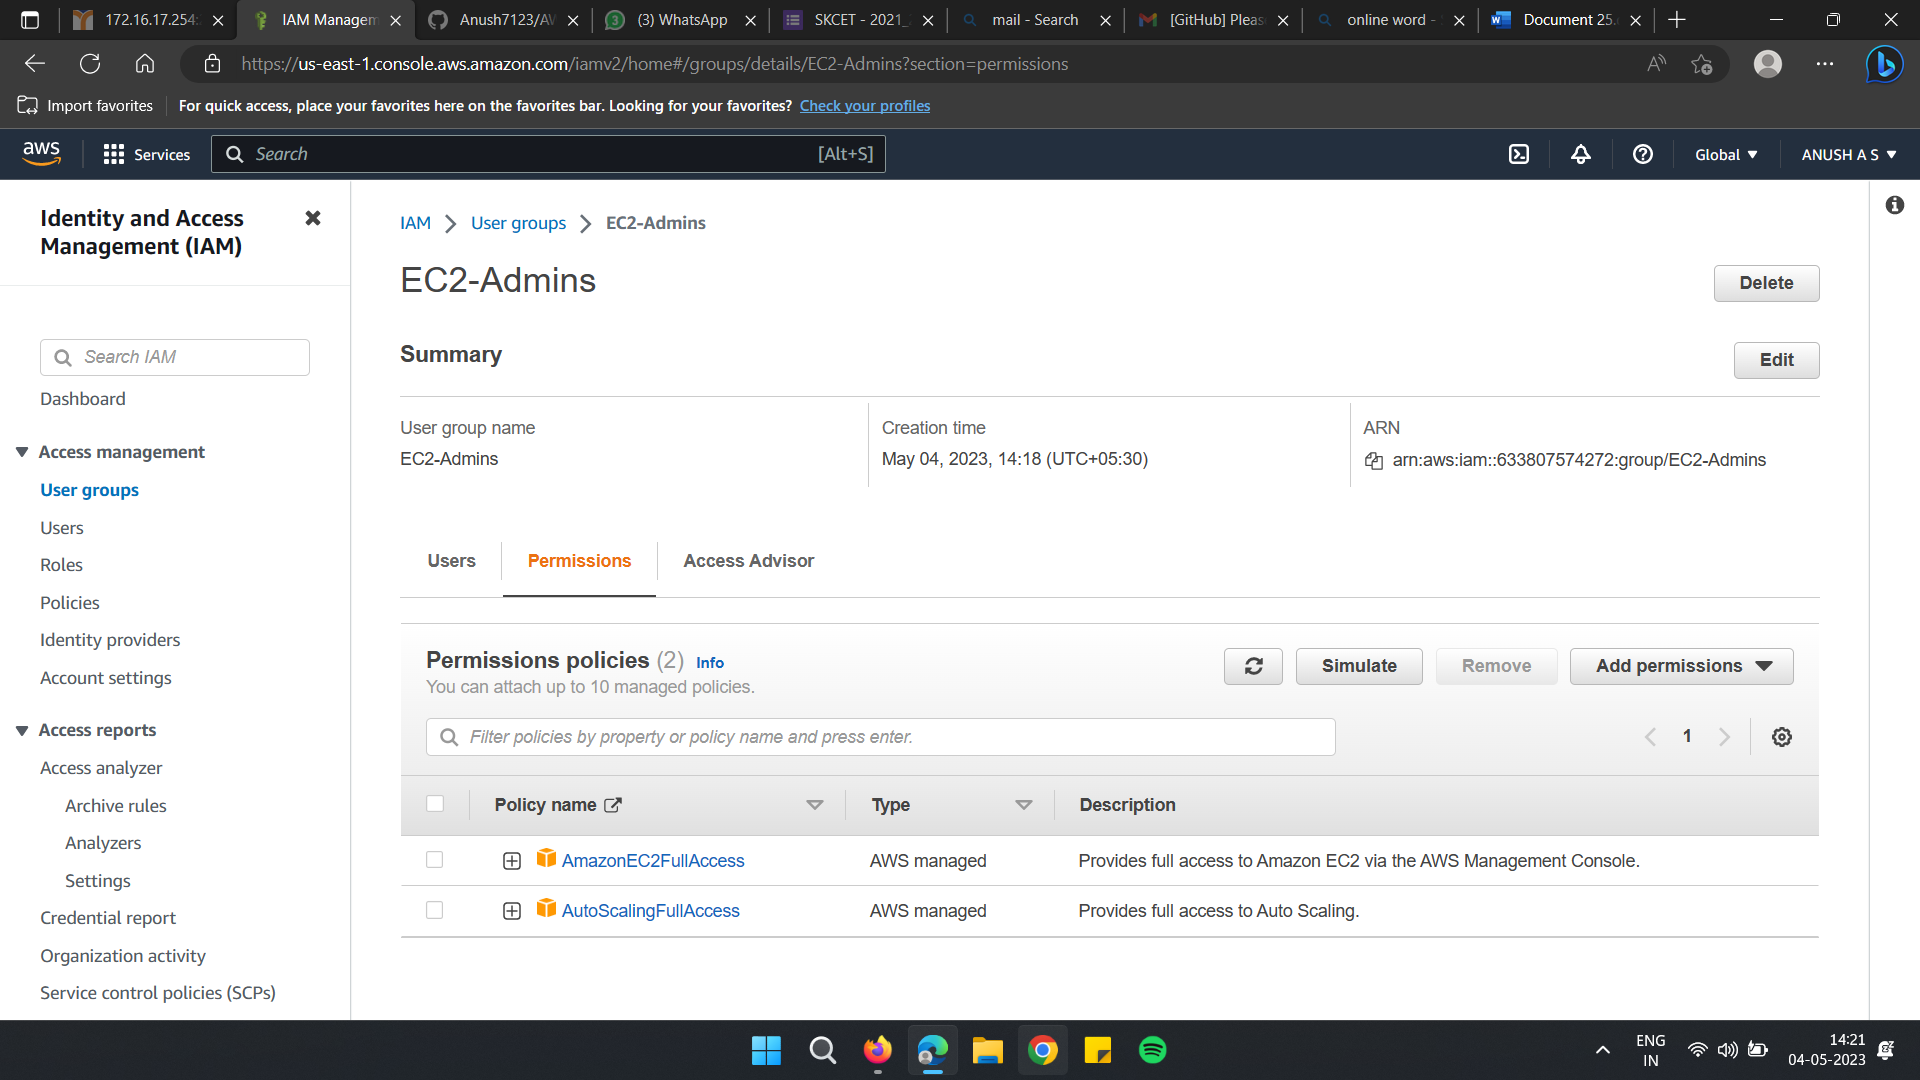 172.16.17.254:
IAM Managem
Anush7123/AW
(3) WhatsApp
SKCET - 2021_
mail - Search
[GitHub] Pleas
online word -
Document 25.
https://us-east-1.console.aws.amazon.com/iamv2/home#/groups/details/EC2-Admins?section=permissions
Import favorites
For quick access, place your favorites here on the favorites bar. Looking for your favorites? Check your profiles
aws
Services
Search
[Alt+S]
Global
ANUSH A S
Identity and Access
Management (IAM)
Search IAM
Dashboard
Access management
User groups
Users
Roles
Policies
Identity providers
Account settings
Access reports
Access analyzer
Archive rules
Analyzers
Settings
Credential report
Organization activity
Service control policies (SCPs)
IAM
User groups
EC2-Admins
EC2-Admins
Delete
Summary
Edit
User group name
EC2-Admins
Creation time
May 04, 2023, 14:18 (UTC+05:30)
ARN
arn:aws:iam::633807574272:group/EC2-Admins
Users
Permissions
Access Advisor
Permissions policies (2) Info
You can attach up to 10 managed policies.
Simulate
Remove
Add permissions
Filter policies by property or policy name and press enter.
1
Policy name
Type
Description
AmazonEC2FullAccess
AWS managed
Provides full access to Amazon EC2 via the AWS Management Console.
AutoScalingFullAccess
AWS managed
Provides full access to Auto Scaling.
ENG
IN
14:21
04-05-2023